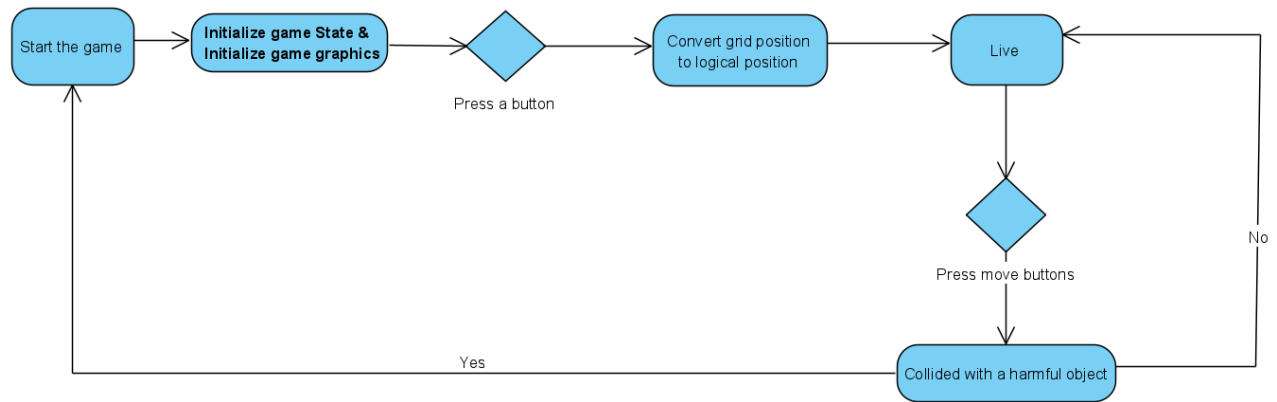 Start the game
Initialize game State &
Initialize game graphics
Press a button
Convert grid position
to logical position
Live
Press move buttons
No
Collided with a harmful object
Yes